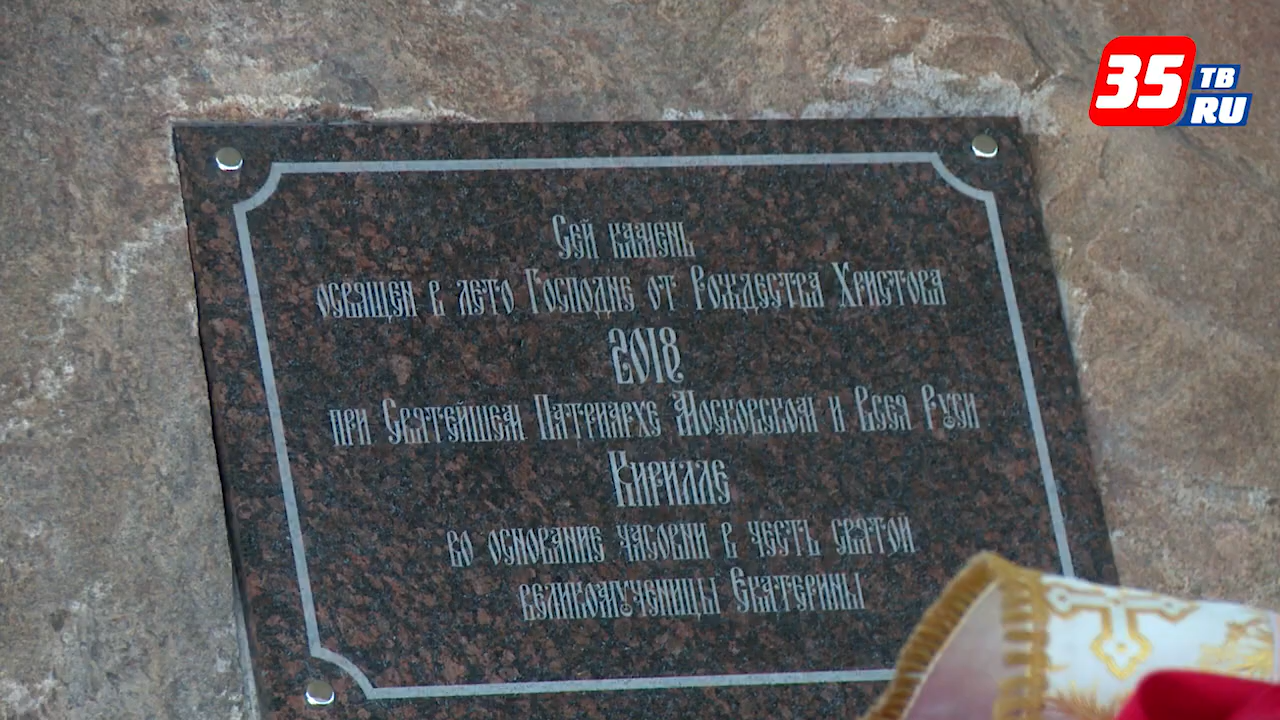 35
ТВ
RU
Сей камень
освящен в лето Господне от Рождества Христова
2018
при Святейшем Патриархе Московском и Всея Руси
Кирилле
во основание часовни в честь святой
великомученицы Екатерины